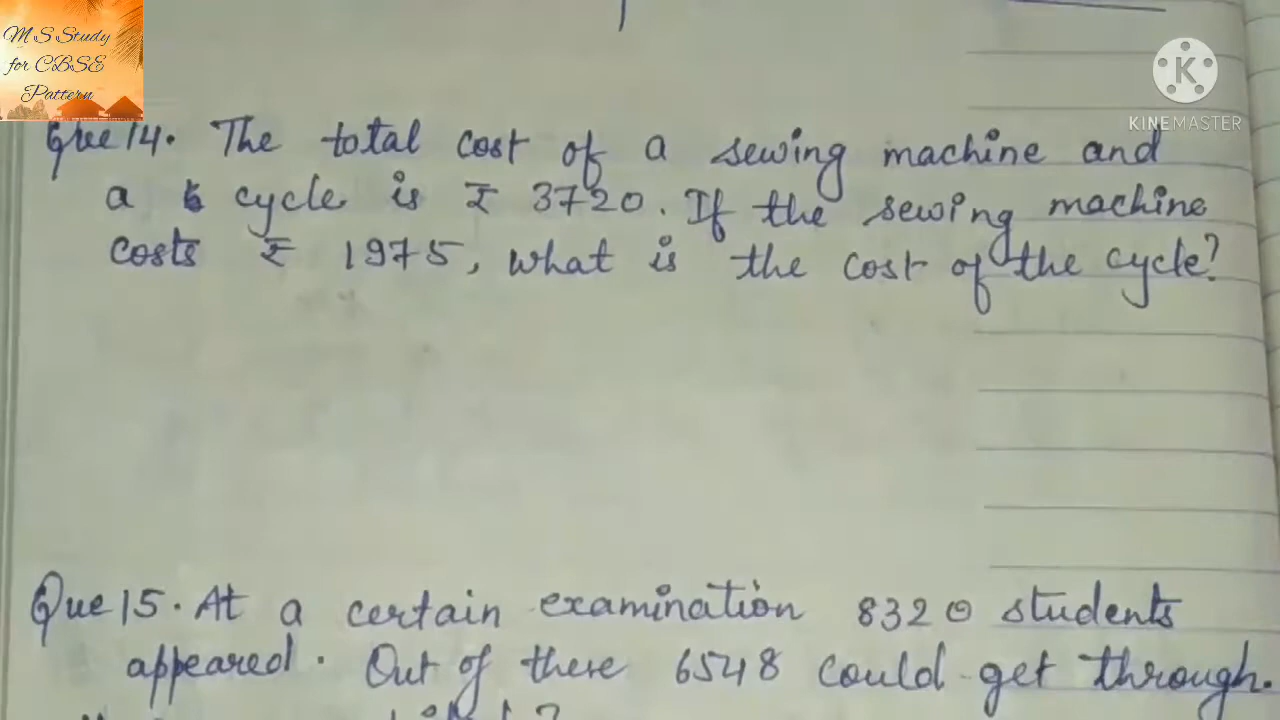 M S Study
for CBSE
Pattern
K
KINEMASTER
Que 14. The total cost of a sewing machine and
a cycle is ₹ 3720. If the sewing machine
costs ₹ 1975, what is the cost of the cycle?
Que 15. At a certain examination 8320 students
appeared. Out of these 6548 could get through.